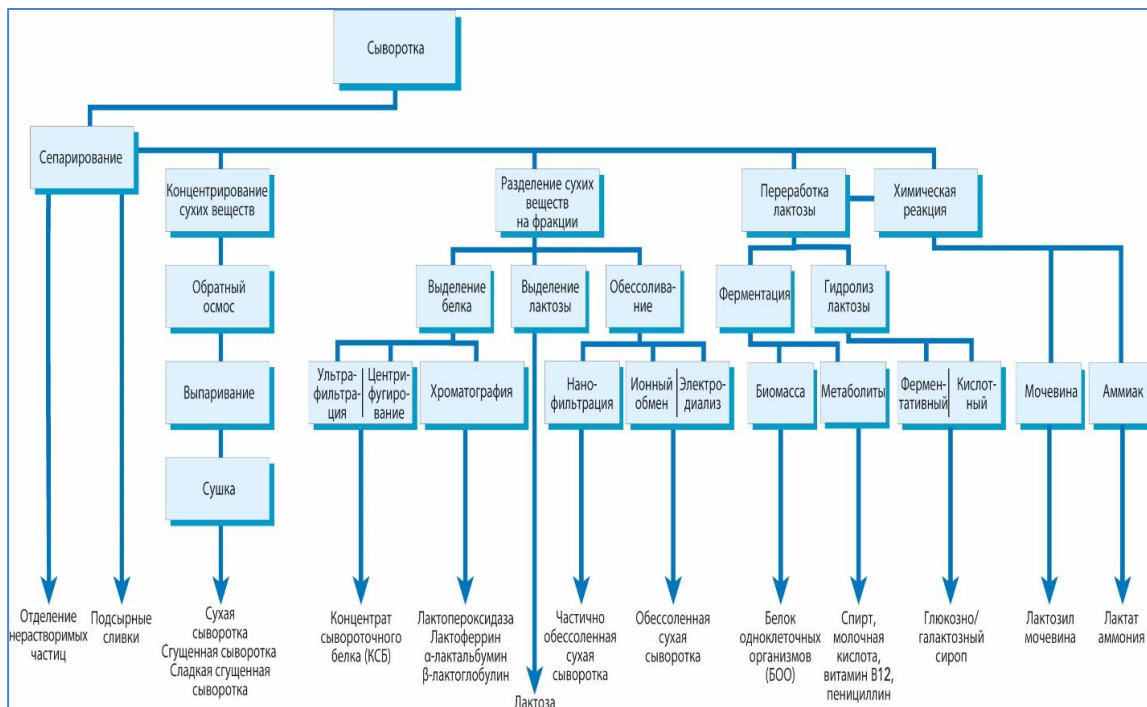 Сыворотка
Сепарирование
Концентрирование
сухих веществ
Разделение сухих
веществ
на фракции
Переработка
лактозы
Химическая
реакция
Обратный
осмос
Выделение
белка
Выделение
лактозы
Обессолива-
ние
Ферментация
Гидролиз
лактозы
Выпаривание
Ультра-
фильтра-
ция
Центри-
фугиро-
вание
Хроматография
Нано-
фильтрация
Ионный
обмен
Электро-
диализ
Биомасса
Метаболиты
Фермен-
тативный
Кислот-
ный
Мочевина
Аммиак
Сушка
Отделение
нерастворимых
частиц
Подсырные
сливки
Сухая
сыворотка
Сгущенная сыворотка
Сладкая сгущенная
сыворотка
Концентрат
сывороточного
белка (КСБ)
Лактопероксидаза
Лактоферрин
α-лактальбумин
β-лактоглобулин
Лактоза
Частично
обессоленная
сухая
сыворотка
Обессоленная
сухая
сыворотка
Белок
одноклеточных
организмов
(БОО)
Спирт,
молочная
кислота,
витамин В12,
пенициллин
Глюкозно/
галактозный
сироп
Лактозил
мочевина
Лактат
аммония